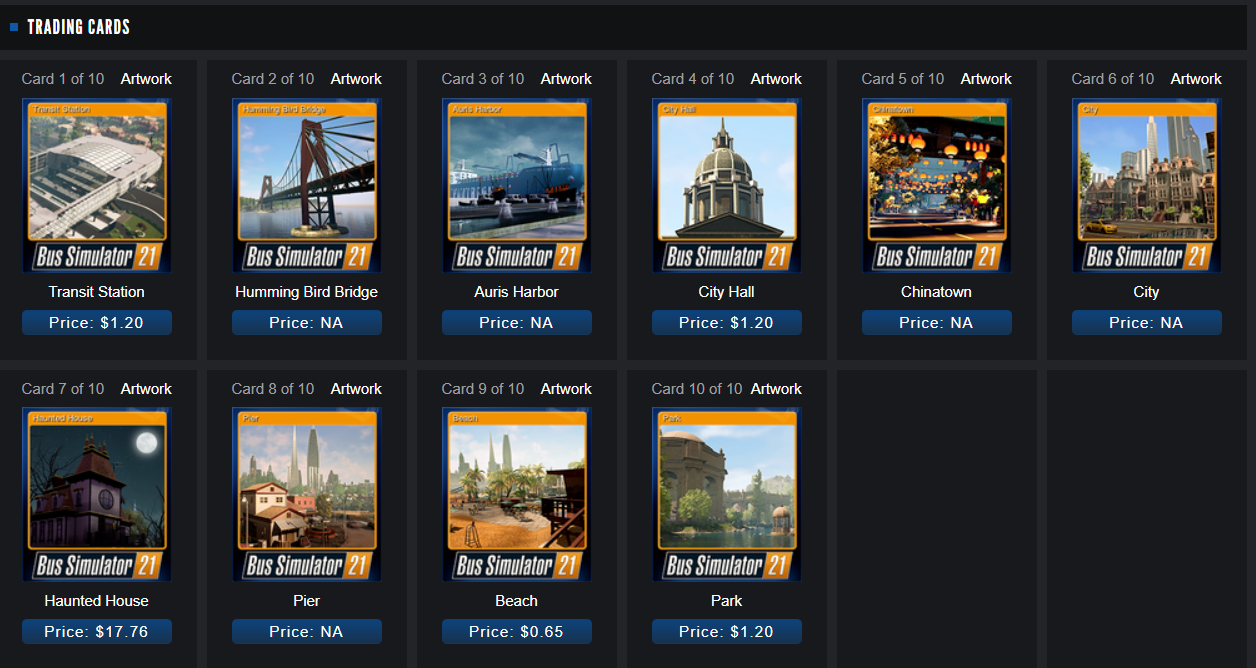 TRADING CARDS
Card 1 of 10 Artwork
Card 2 of 10 Artwork
Card 3 of 10 Artwork
Card 4 of 10 Artwork
Card 5 of 10 Artwork
Card 6 of 10 Artwork
Transit Station
Humming Bird Bridge
Auris Harbor
City Hall
Chinatown
City
Bus Simulator 21
Bus Simulator 21
Bus Simulator 21
Bus Simulator 21
Bus Simulator 21
Bus Simulator 21
Transit Station
Humming Bird Bridge
Auris Harbor
City Hall
Chinatown
City
Price: $1.20
Price: NA
Price: NA
Price: $1.20
Price: NA
Price: NA
Card 7 of 10 Artwork
Card 8 of 10 Artwork
Card 9 of 10 Artwork
Card 10 of 10 Artwork
Haunted House
Pier
Beach
Park
Bus Simulator 21
Bus Simulator 21
Bus Simulator 21
Bus Simulator 21
Haunted House
Pier
Beach
Park
Price: $17.76
Price: NA
Price: $0.65
Price: $1.20